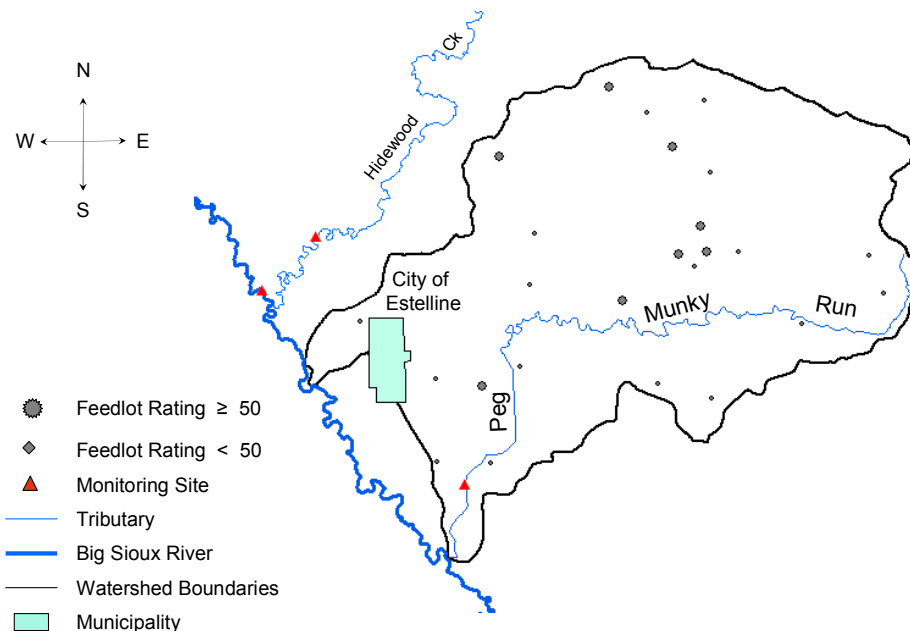 N
W E
S
Ck
Hidewood
City of
Estelline
Munky
Run
Peg
Feedlot Rating ≥ 50
Feedlot Rating < 50
Monitoring Site
Tributary
Big Sioux River
Watershed Boundaries
Municipality